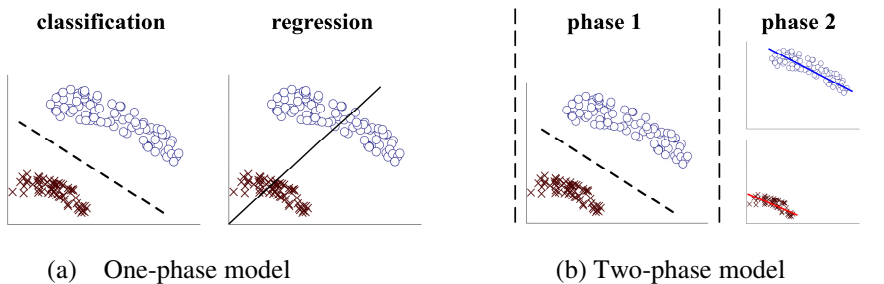 classification
regression
phase 1
phase 2
(a) One-phase model
(b) Two-phase model